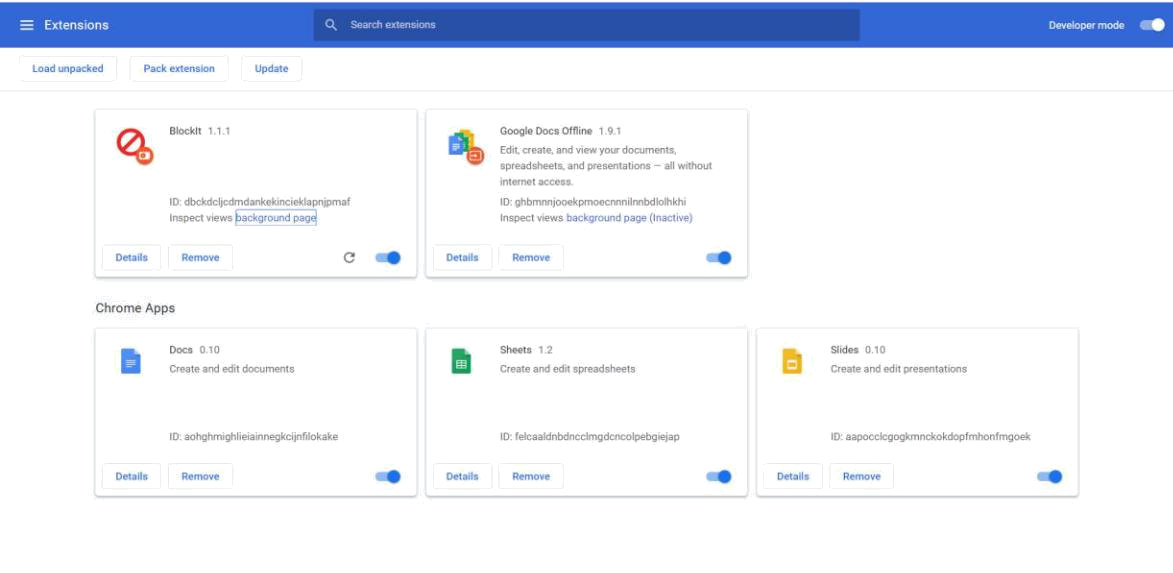 Extensions
Search extensions
Developer mode
Load unpacked
Pack extension
Update
BlockIt 1.1.1
ID: dbckdcljcdmdankekincieklapnjpmaf
Inspect views background page
Details
Remove
Google Docs Offline 1.9.1
Edit, create, and view your documents,
spreadsheets, and presentations — all without
internet access.
ID: ghbmnnjooekpmoecnnnilnnbdlolhkhi
Inspect views background page (Inactive)
Details
Remove
Chrome Apps
Docs 0.10
Create and edit documents
ID: aohghmighlieiainnegkcijnfilokake
Details
Remove
Sheets 1.2
Create and edit spreadsheets
ID: felcaaldnbdncclmgdcncolpebgiejap
Details
Remove
Slides 0.10
Create and edit presentations
ID: aapocclcgogkmnckokdopfmhonfmgoek
Details
Remove